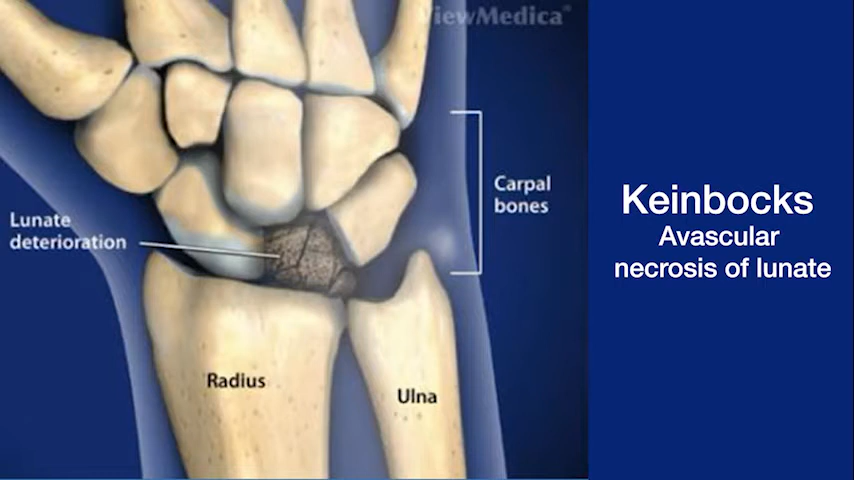 ViewMedica®
Lunate
deterioration
Carpal
bones
Radius
Ulna
Keinbocks
Avascular
necrosis of lunate